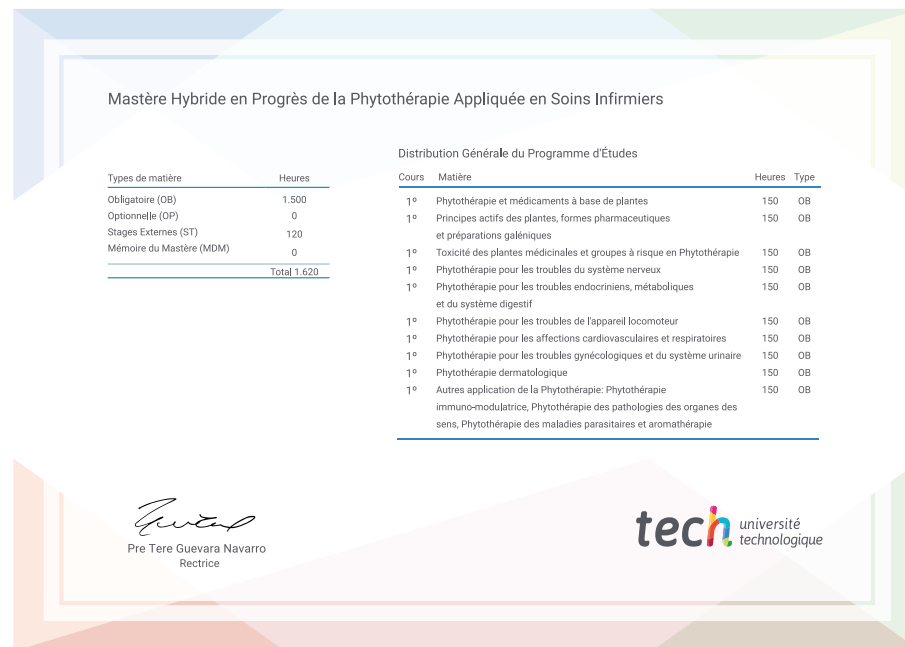 Mastère Hybride en Progrès de la Phytothérapie Appliquée en Soins Infirmiers
Types de matière Heures
Obligatoire (OB) 1.500
Optionnelle (OP) 0
Stages Externes (ST) 120
Mémoire du Mastère (MDM) 0
Total 1.620
Distribution Générale du Programme d'Études
Cours Matière Heures Type
1º Phytothérapie et médicaments à base de plantes 150 OB
1º Principes actifs des plantes, formes pharmaceutiques 150 OB
et préparations galéniques
1º Toxicité des plantes médicinales et groupes à risque en Phytothérapie 150 OB
1º Phytothérapie pour les troubles du système nerveux 150 OB
1º Phytothérapie pour les troubles endocriniens, métaboliques 150 OB
et du système digestif
1º Phytothérapie pour les troubles de l'appareil locomoteur 150 OB
1º Phytothérapie pour les affections cardiovasculaires et respiratoires 150 OB
1º Phytothérapie pour les troubles gynécologiques et du système urinaire 150 OB
1º Phytothérapie dermatologique 150 OB
1º Autres application de la Phytothérapie: Phytothérapie 150 OB
immuno-modulatrice, Phytothérapie des pathologies des organes des
sens, Phytothérapie des maladies parasitaires et aromathérapie
Pre Tere Guevara Navarro
Rectrice
tech université
technologique